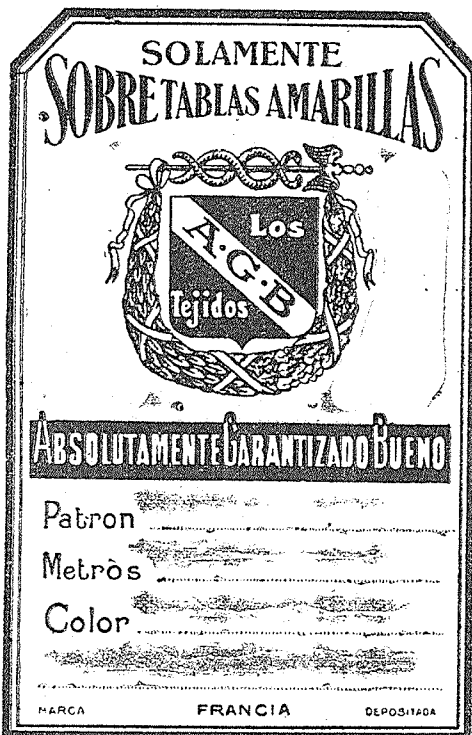 SOLAMENTE
SOBRE TABLAS AMARILLAS
Los
A·G·B
Tejidos
ABSOLUTAMENTE GARANTIZADO BUENO
Patron
Metròs
Color
MARCA FRANCIA DEPOSITADA